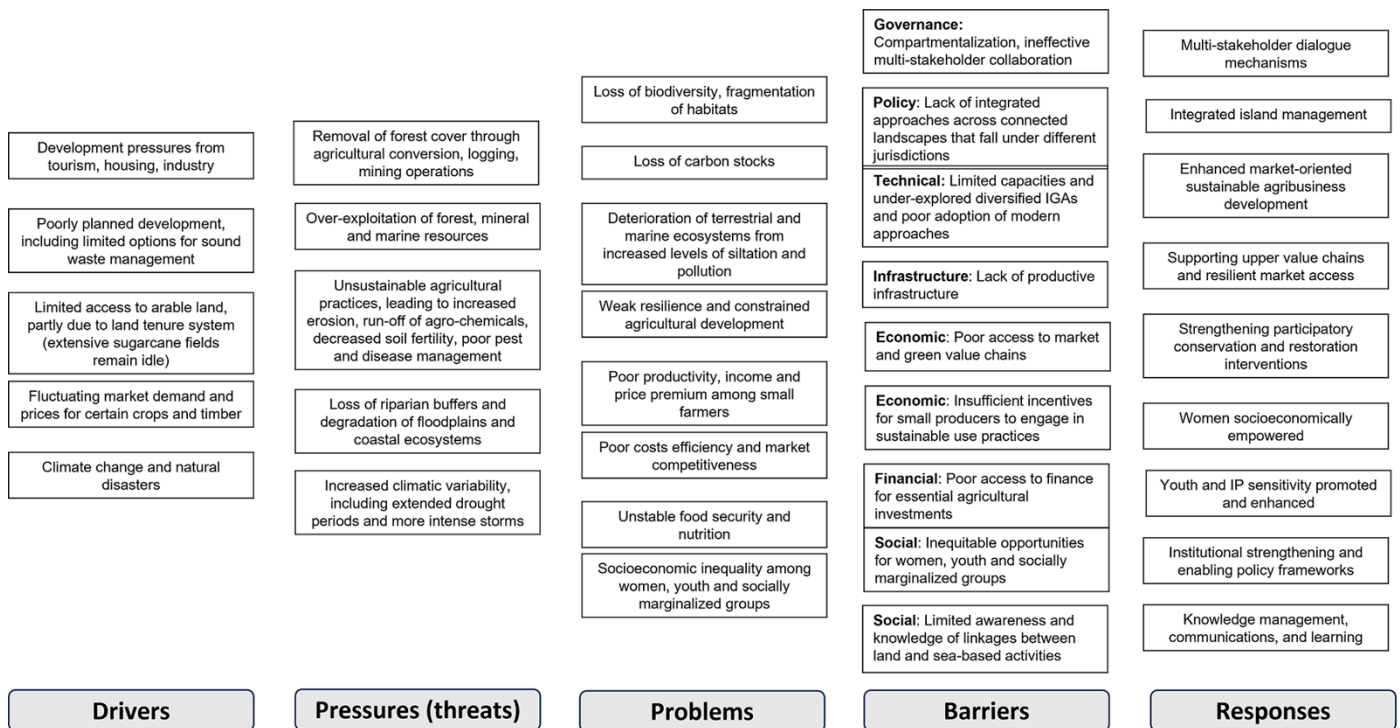 Development pressures from
tourism, housing, industry
Poorly planned development,
including limited options for sound
waste management
Limited access to arable land,
partly due to land tenure system
(extensive sugarcane fields
remain idle)
Fluctuating market demand and
prices for certain crops and timber
Climate change and natural
disasters
Drivers
Removal of forest cover through
agricultural conversion, logging,
mining operations
Over-exploitation of forest, mineral
and marine resources
Unsustainable agricultural
practices, leading to increased
erosion, run-off of agro-chemicals,
decreased soil fertility, poor pest
and disease management
Loss of riparian buffers and
degradation of floodplains and
coastal ecosystems
Increased climatic variability,
including extended drought
periods and more intense storms
Pressures (threats)
Loss of biodiversity, fragmentation
of habitats
Loss of carbon stocks
Deterioration of terrestrial and
marine ecosystems from
increased levels of siltation and
pollution
Weak resilience and constrained
agricultural development
Poor productivity, income and
price premium among small
farmers
Poor costs efficiency and market
competitiveness
Unstable food security and
nutrition
Socioeconomic inequality among
women, youth and socially
marginalized groups
Problems
Governance:
Compartmentalization, ineffective
multi-stakeholder collaboration
Policy: Lack of integrated
approaches across connected
landscapes that fall under different
jurisdictions
Technical: Limited capacities and
under-explored diversified IGAs
and poor adoption of modern
approaches
Infrastructure: Lack of productive
infrastructure
Economic: Poor access to market
and green value chains
Economic: Insufficient incentives
for small producers to engage in
sustainable use practices
Financial: Poor access to finance
for essential agricultural
investments
Social: Inequitable opportunities
for women, youth and socially
marginalized groups
Social: Limited awareness and
knowledge of linkages between
land and sea-based activities
Barriers
Multi-stakeholder dialogue
mechanisms
Integrated island management
Enhanced market-oriented
sustainable agribusiness
development
Supporting upper value chains
and resilient market access
Strengthening participatory
conservation and restoration
interventions
Women socioeconomically
empowered
Youth and IP sensitivity promoted
and enhanced
Institutional strengthening and
enabling policy frameworks
Knowledge management,
communications, and learning
Responses